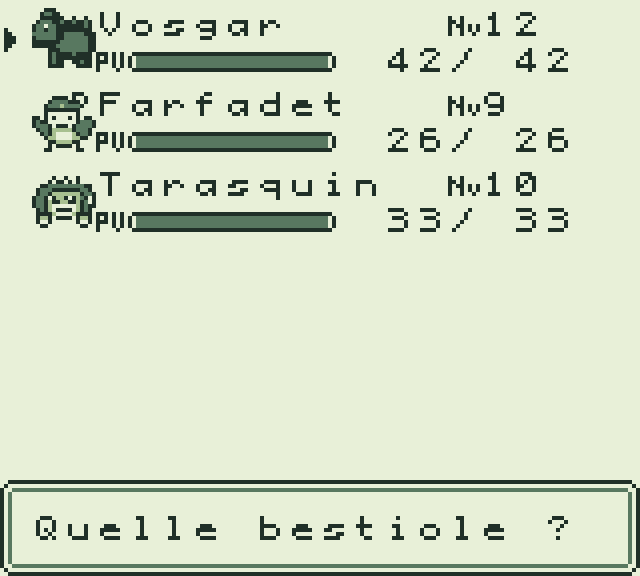 Vosgar Nv12
PV 42/ 42
Farfadet Nv9
PV 26/ 26
Tarasquin Nv10
PV 33/ 33
Quelle bestiole ?